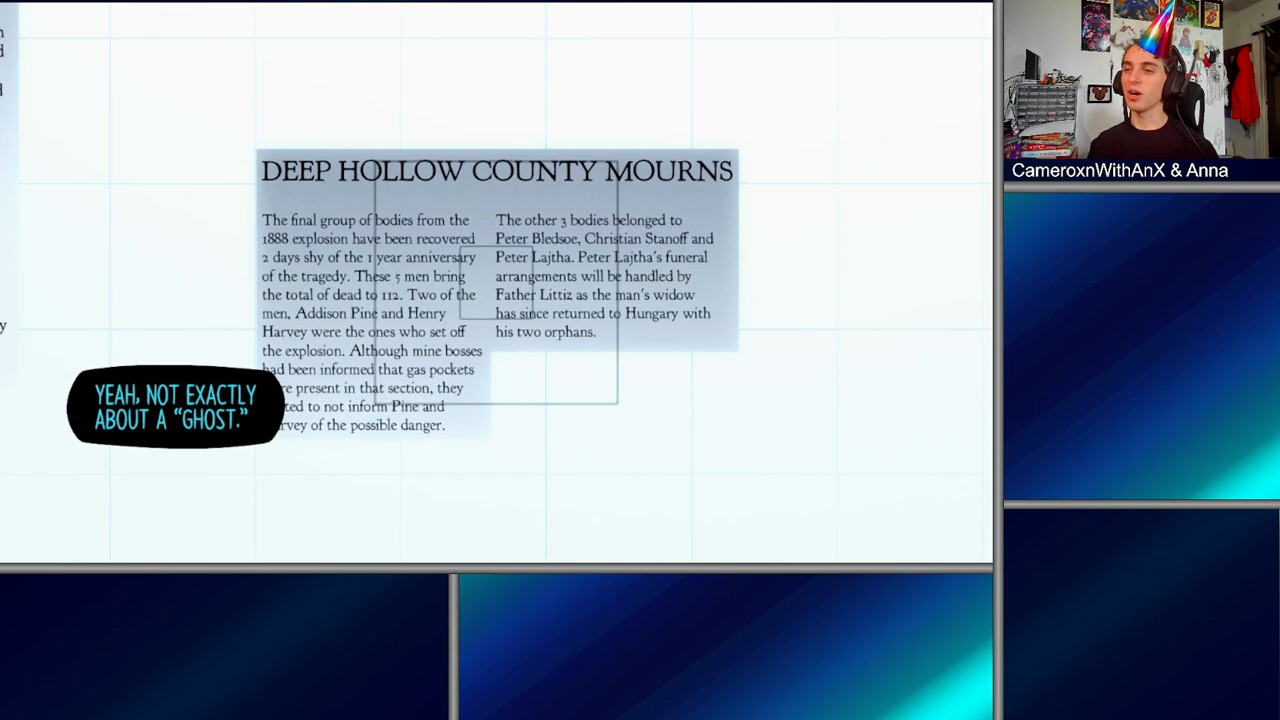 CameroxnWithAnX & Anna
DEEP HOLLOW COUNTY MOURNS
The final group of bodies from the
1888 explosion have been recovered
2 days shy of the 1 year anniversary
of the tragedy. These 5 men bring
the total of dead to 112. Two of the
men, Addison Pine and Henry
Harvey were the ones who set off
the explosion. Although mine bosses
had been informed that gas pockets
present in that section, they
to not inform Pine and
of the possible danger.
The other 3 bodies belonged to
Peter Bledsoe, Christian Stanoff and
Peter Lajtha. Peter Lajtha's funeral
arrangements will be handled by
Father Littiz as the man's widow
has since returned to Hungary with
his two orphans.
YEAH, NOT EXACTLY
ABOUT A "GHOST."